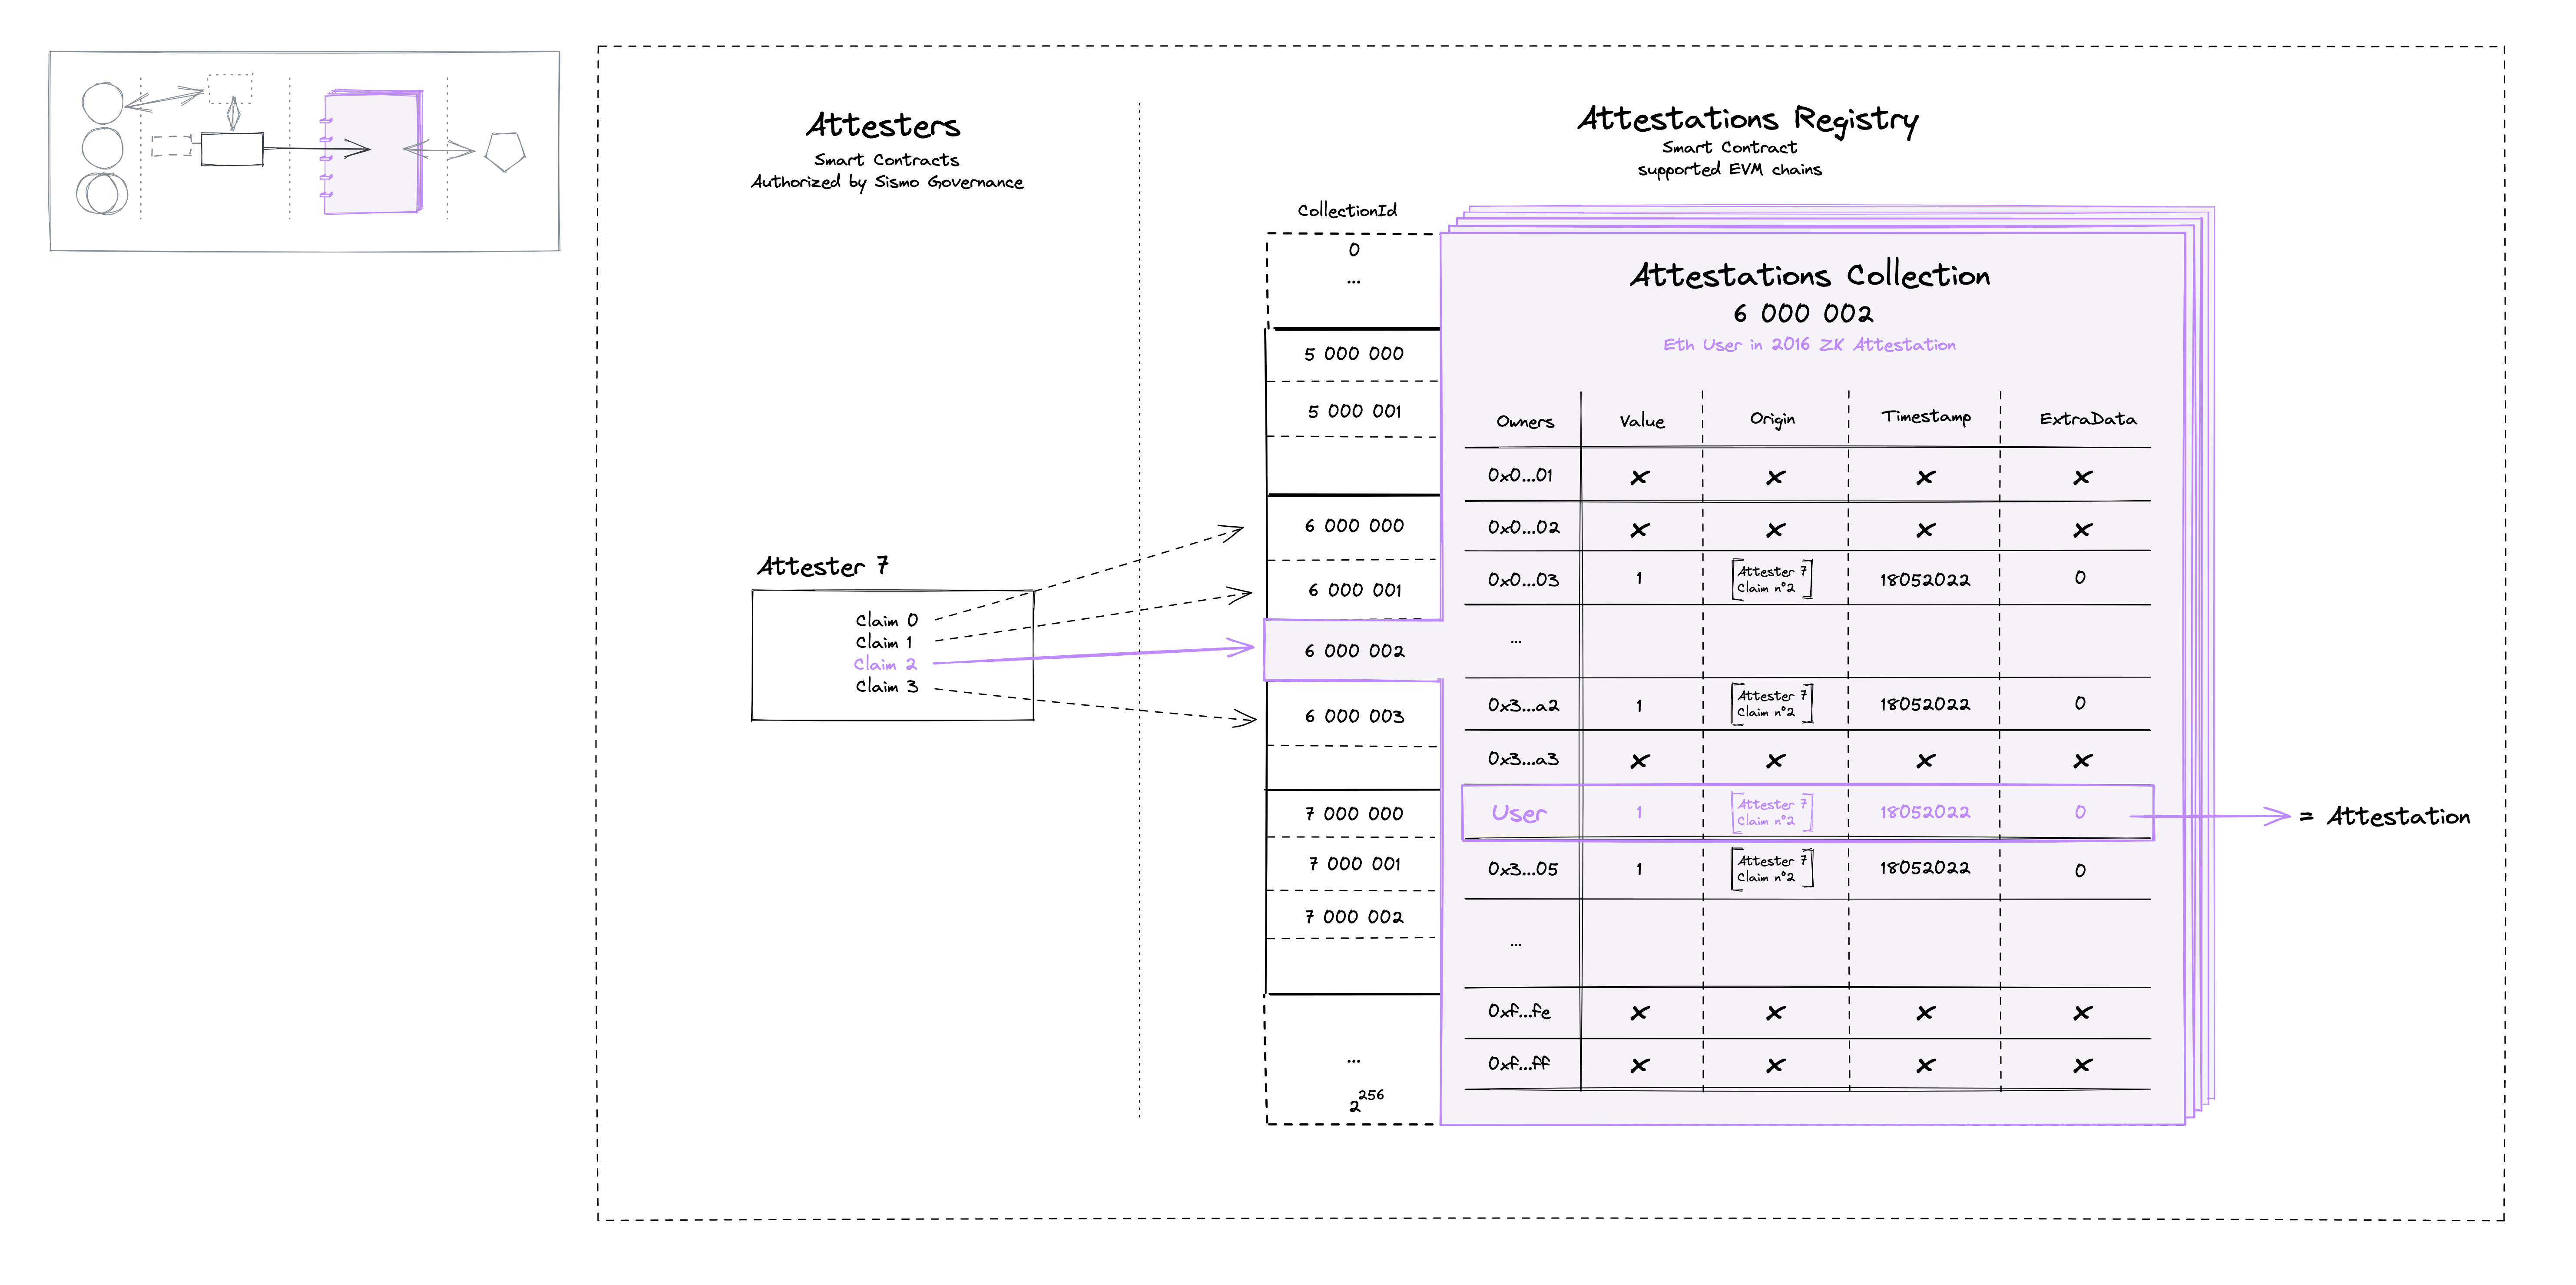 Attesters
Smart Contracts
Authorized by Sismo Governance
Attestations Registry
Smart Contract
supported EVM chains
Attester 7
Claim 0
Claim 1
Claim 2
Claim 3
CollectionId
0
...
5 000 000
5 000 001
6 000 000
6 000 001
6 000 002
6 000 003
7 000 000
7 000 001
7 000 002
...
2^256
Attestations Collection
6 000 002
Eth User in 2016 ZK Attestation
Owners Value Origin Timestamp ExtraData
0x0...01 x x x x
0x0...02 x x x x
0x0...03 1 [Attester 7 Claim n°2] 18052022 0
...
0x3...a2 1 [Attester 7 Claim n°2] 18052022 0
0x3...a3 x x x x
User 1 [Attester 7 Claim n°2] 18052022 0
= Attestation
0x3...05 1 [Attester 7 Claim n°2] 18052022 0
...
0xf...fe x x x x
0xf...ff x x x x